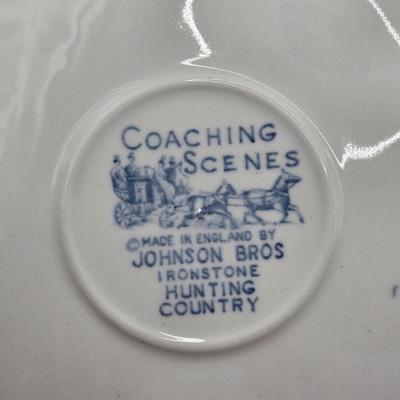 COACHING
SCENES
© MADE IN ENGLAND BY
JOHNSON BROS
IRONSTONE
HUNTING
COUNTRY